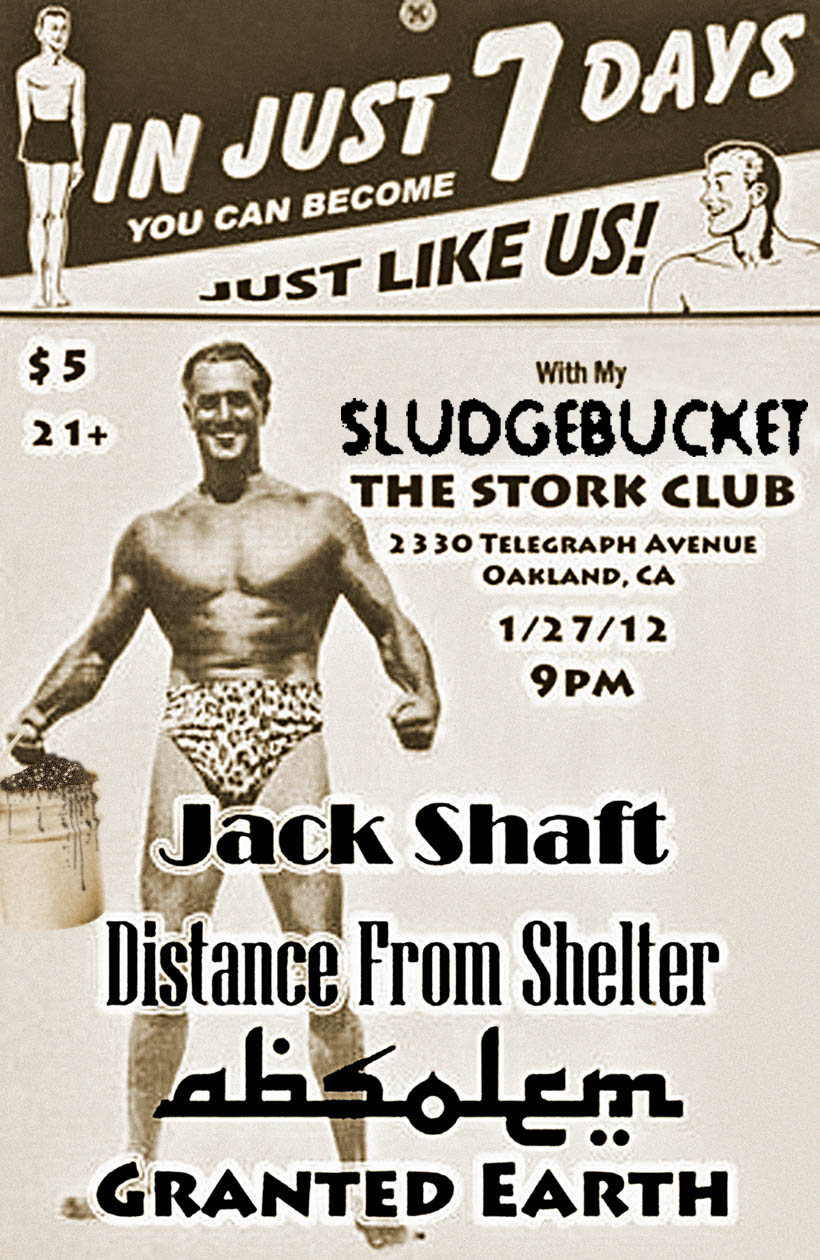 IN JUST 7 DAYS
YOU CAN BECOME
JUST LIKE US!
$5
21+
With My
SLUDGEBUCKET
THE STORK CLUB
2330 TELEGRAPH AVENUE
OAKLAND, CA
1/27/12
9PM
Jack Shaft
Distance From Shelter
absolem
GRANTED EARTH